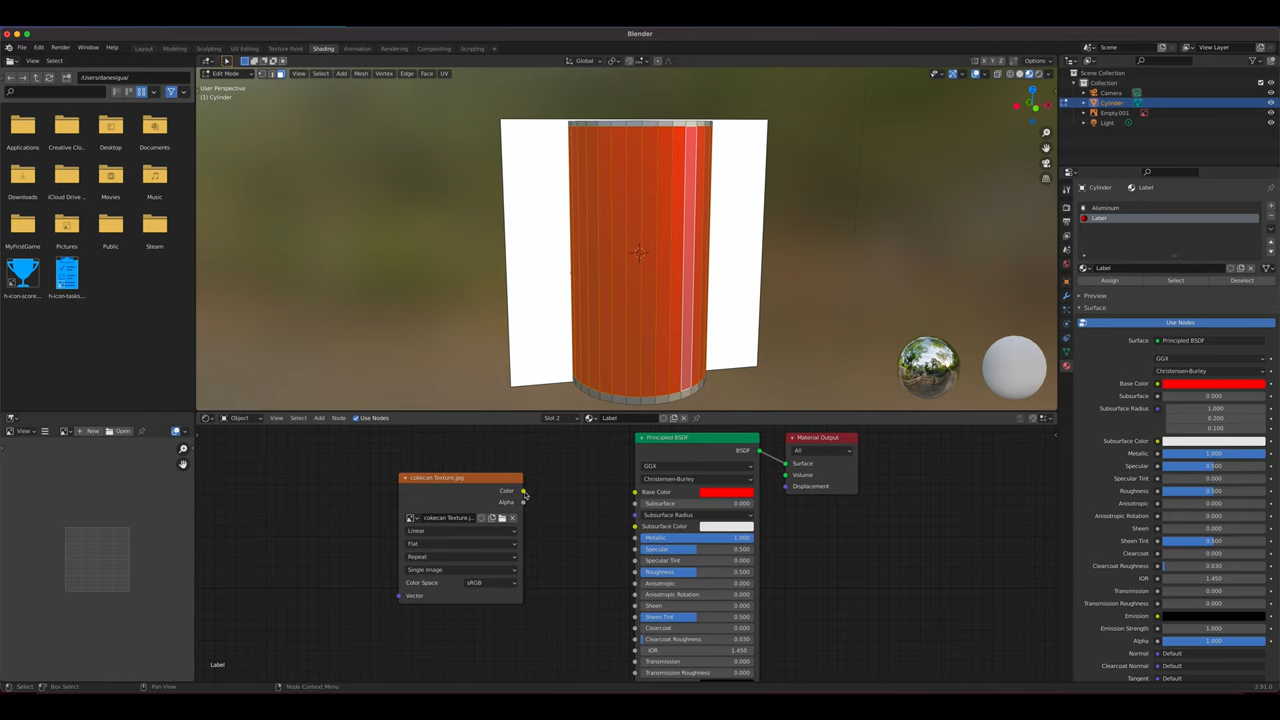 Blender
File Edit Render Window Help Layout Modeling Sculpting UV Editing Texture Paint Shading Animation Rendering Compositing Scripting Scene View Layer
View Select Global Options
/Users/danesigua/
Edit Mode View Select Add Mesh Vertex Edge Face UV X Y Z
User Perspective
(1) Cylinder
Scene Collection
Collection
Camera
Cylinder
Empty.001
Light
Applications Creative Clo... Desktop Documents
Downloads iCloud Drive ... Movies Music
MyFirstGame Pictures Public Steam
h-icon-score... h-icon-tasks...
Cylinder Label
Aluminum
Label
Label
Assign Select Deselect
Preview
Surface
Use Nodes
Surface Principled BSDF
GGX
Christensen-Burley
Base Color
Subsurface 0.000
Subsurface Radius 1.000
0.200
0.100
Subsurface Color
Metallic 1.000
Specular 0.500
Specular Tint 0.000
Roughness 0.500
Anisotropic 0.000
Anisotropic Rotation 0.000
Sheen 0.000
Sheen Tint 0.500
Clearcoat 0.000
Clearcoat Roughness 0.030
IOR 1.450
Transmission 0.000
Transmission Roughness 0.000
Emission
Emission Strength 1.000
Alpha 1.000
Normal Default
Clearcoat Normal Default
Tangent Default
View New Open
Object View Select Add Node Use Nodes Slot 2 Label
cokecan Texture.jpg
Color
Alpha
cokecan Texture.j...
Linear
Flat
Repeat
Single Image
Color Space sRGB
Vector
Principled BSDF
BSDF
GGX
Christensen-Burley
Base Color
Subsurface 0.000
Subsurface Radius
Subsurface Color
Metallic 1.000
Specular 0.500
Specular Tint 0.000
Roughness 0.500
Anisotropic 0.000
Anisotropic Rotation 0.000
Sheen 0.000
Sheen Tint 0.500
Clearcoat 0.000
Clearcoat Roughness 0.030
IOR 1.450
Transmission 0.000
Transmission Roughness 0.000
Material Output
All
Surface
Volume
Displacement
Label
Select Box Select Pan View Node Context Menu 2.91.0